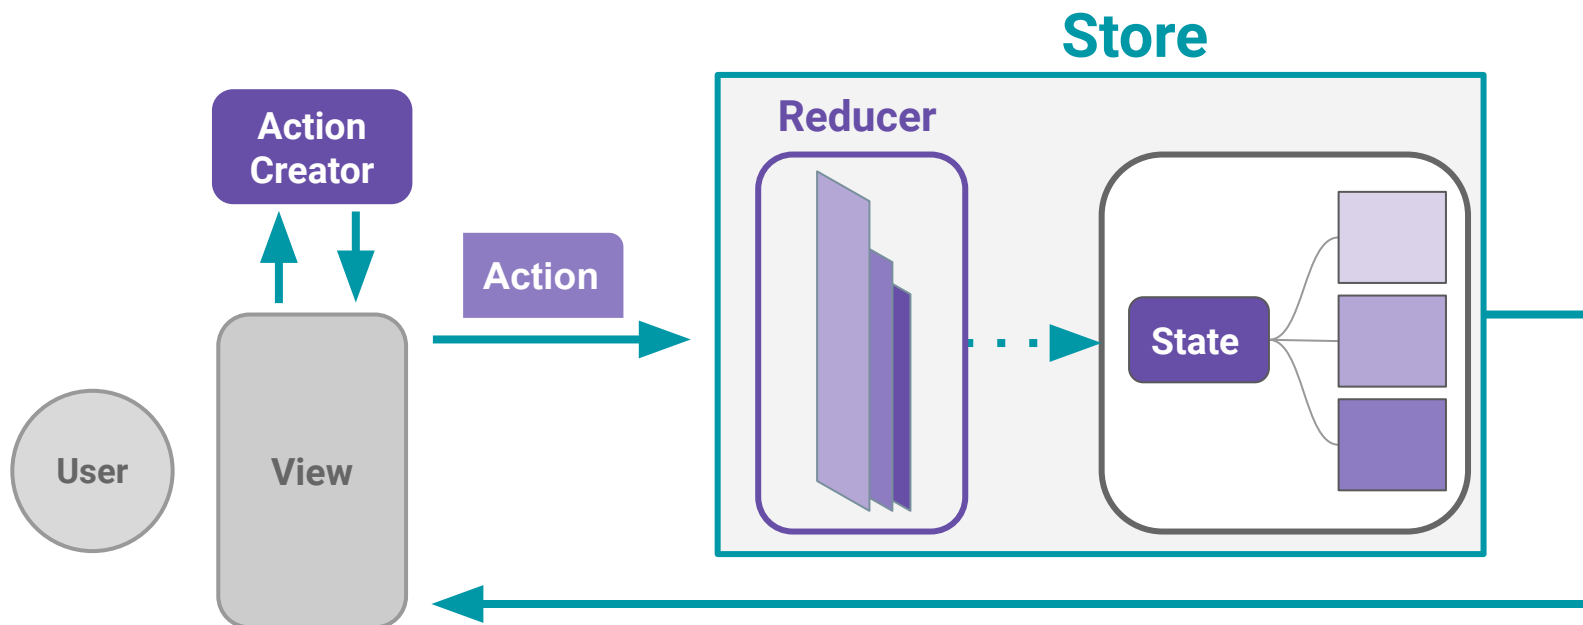 Store
Action
Creator
Reducer
Action
State
User
View